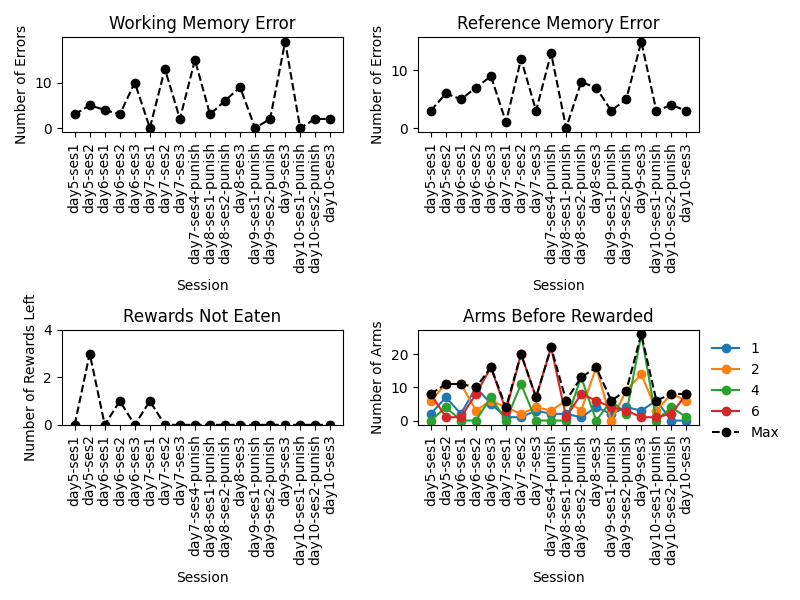 Working Memory Error
Number of Errors
10
0
day5-ses1
day5-ses2
day6-ses1
day6-ses2
day6-ses3
day7-ses1
day7-ses2
day7-ses3
day7-ses4-punish
day8-ses1-punish
day8-ses2-punish
day8-ses3
day9-ses1-punish
day9-ses2-punish
day9-ses3
day10-ses1-punish
day10-ses2-punish
day10-ses3
Session
Reference Memory Error
Number of Errors
10
0
day5-ses1
day5-ses2
day6-ses1
day6-ses2
day6-ses3
day7-ses1
day7-ses2
day7-ses3
day7-ses4-punish
day8-ses1-punish
day8-ses2-punish
day8-ses3
day9-ses1-punish
day9-ses2-punish
day9-ses3
day10-ses1-punish
day10-ses2-punish
day10-ses3
Session
Rewards Not Eaten
Number of Rewards Left
4
2
0
day5-ses1
day5-ses2
day6-ses1
day6-ses2
day6-ses3
day7-ses1
day7-ses2
day7-ses3
day7-ses4-punish
day8-ses1-punish
day8-ses2-punish
day8-ses3
day9-ses1-punish
day9-ses2-punish
day9-ses3
day10-ses1-punish
day10-ses2-punish
day10-ses3
Session
Arms Before Rewarded
Number of Arms
20
10
0
day5-ses1
day5-ses2
day6-ses1
day6-ses2
day6-ses3
day7-ses1
day7-ses2
day7-ses3
day7-ses4-punish
day8-ses1-punish
day8-ses2-punish
day8-ses3
day9-ses1-punish
day9-ses2-punish
day9-ses3
day10-ses1-punish
day10-ses2-punish
day10-ses3
Session
1
2
4
6
Max